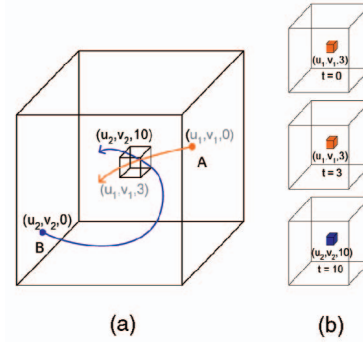 (u₂,v₂,10)
(u₁,v₁,0)
A
(u₁,v₁,3)
(u₂,v₂,0)
B
(a)
(u₁,v₁,3)
t = 0
(u₁,v₁,3)
t = 3
(u₂,v₂,10)
t = 10
(b)